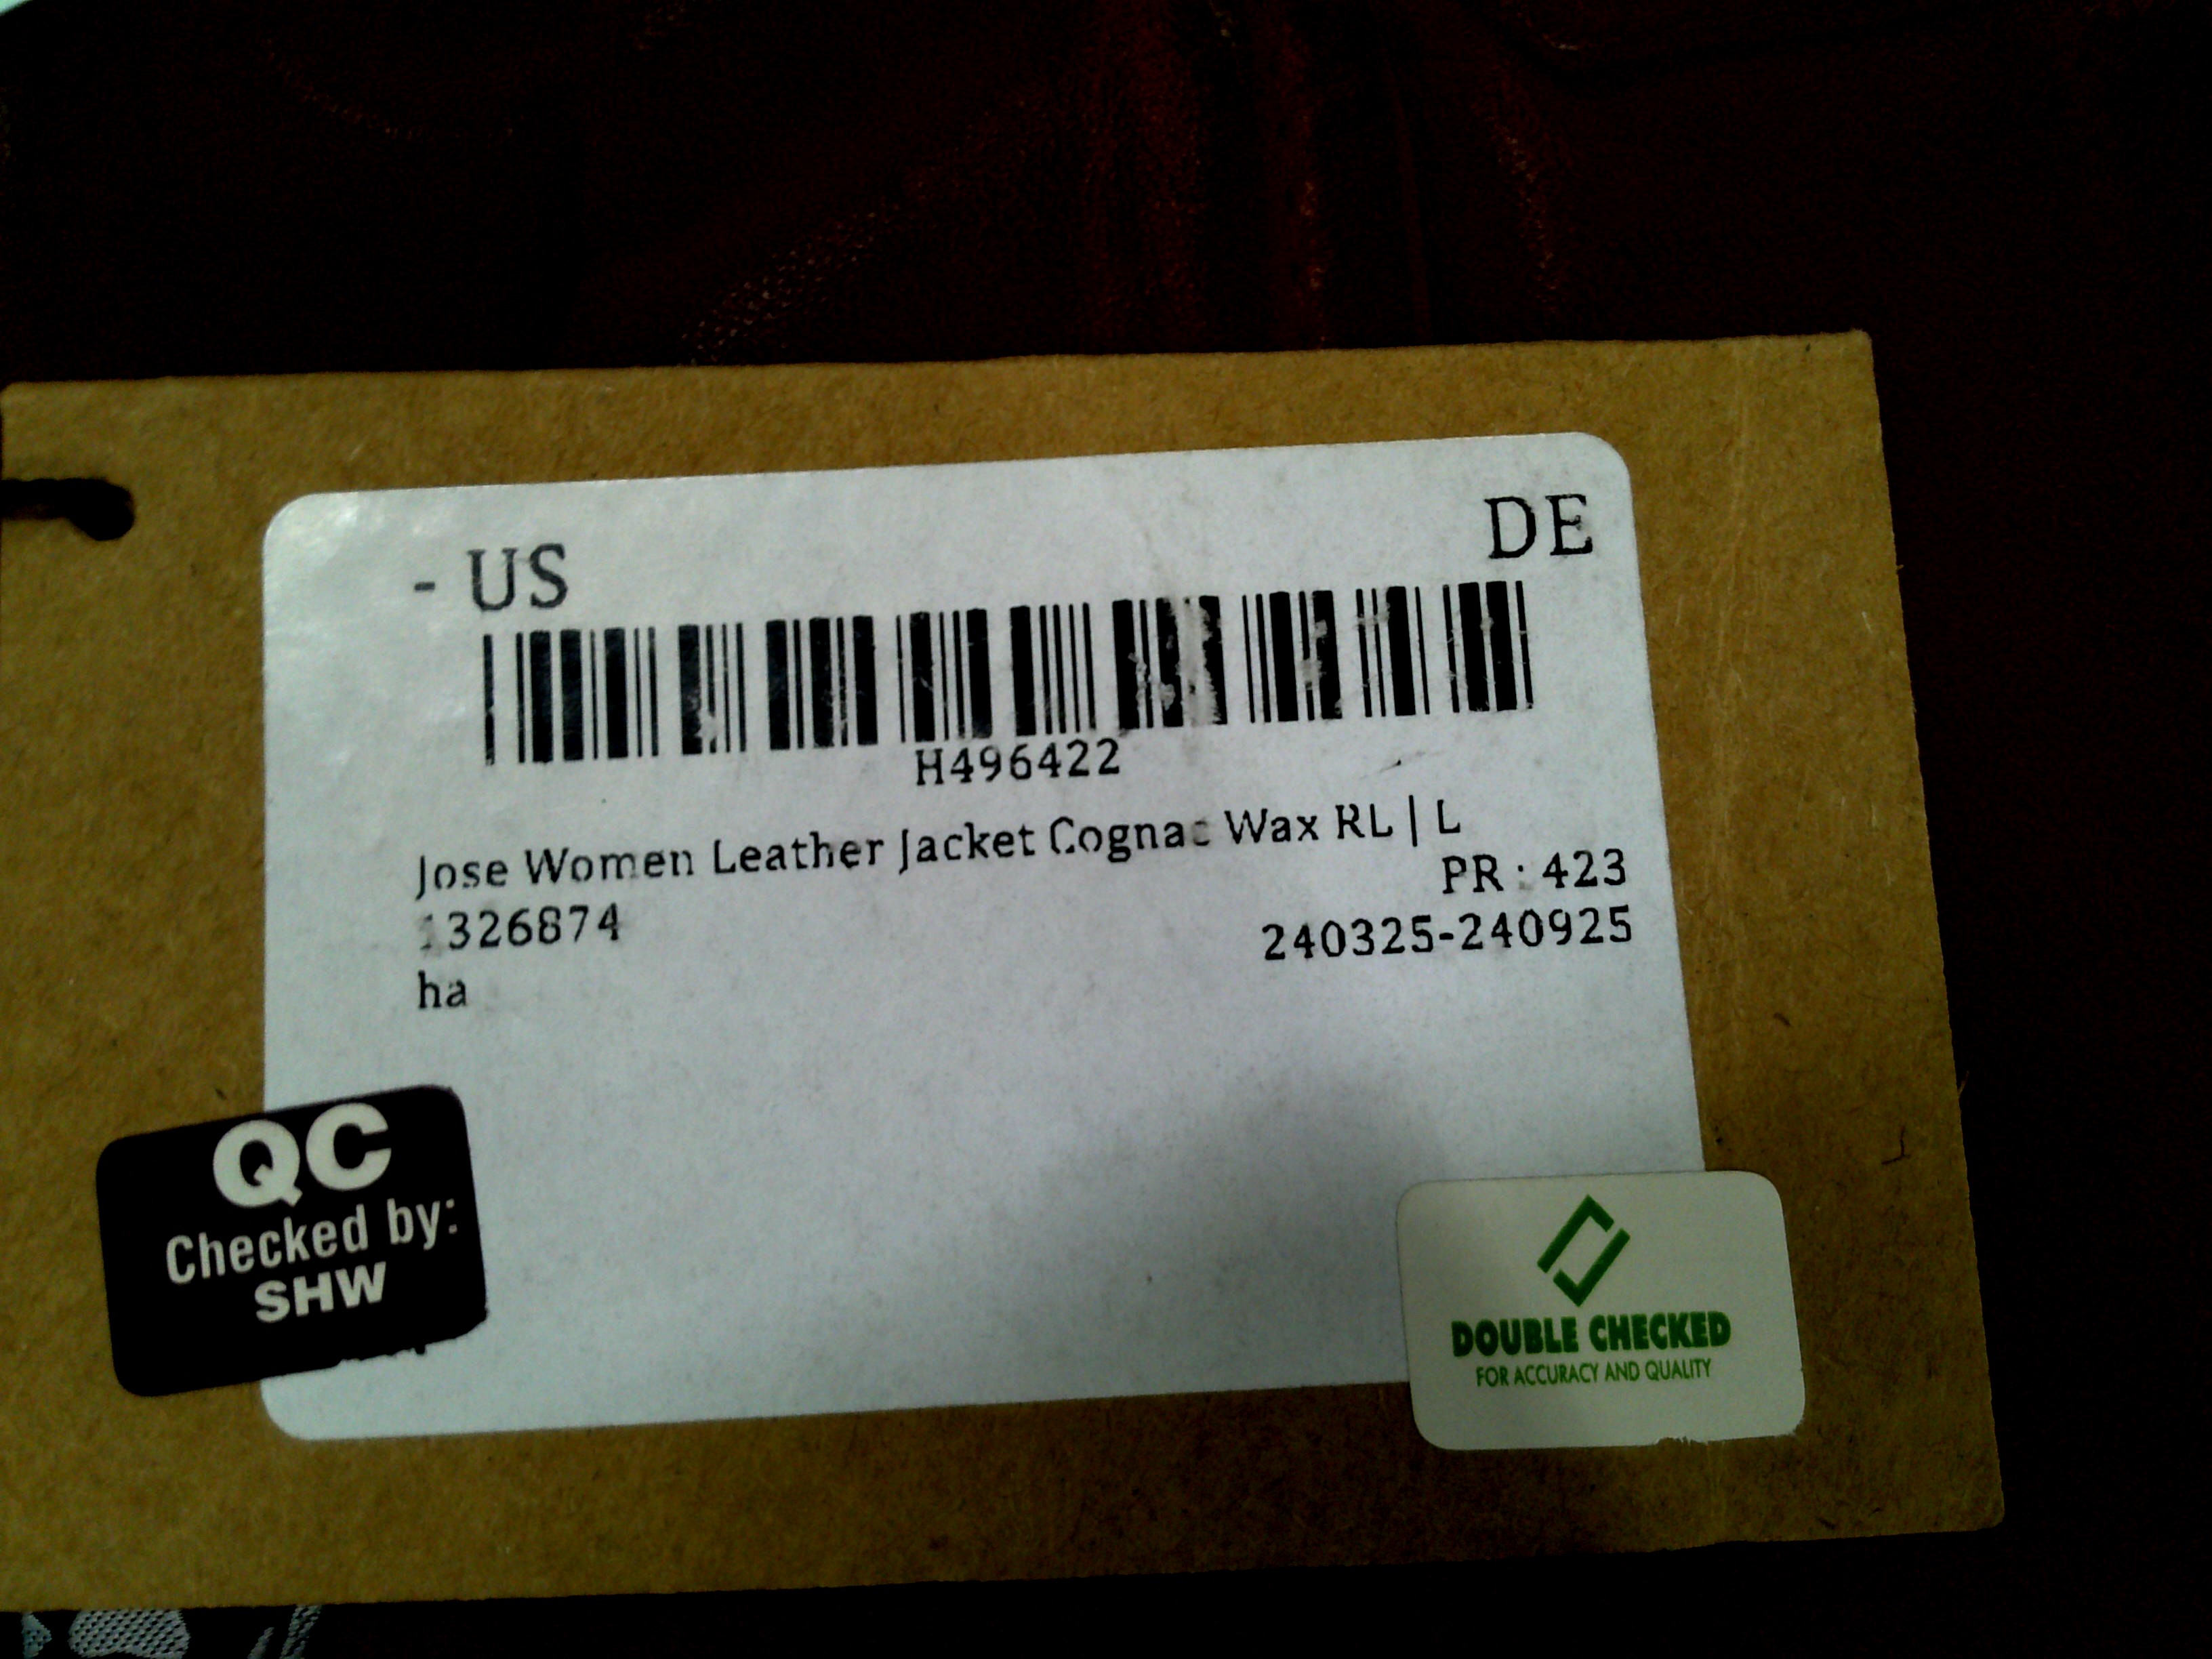 - US DE
H496422
Jose Women Leather Jacket Cognac Wax RL | L
PR : 423
1326874 240325-240925
ha
QC
Checked by:
SHW
DOUBLE CHECKED
FOR ACCURACY AND QUALITY